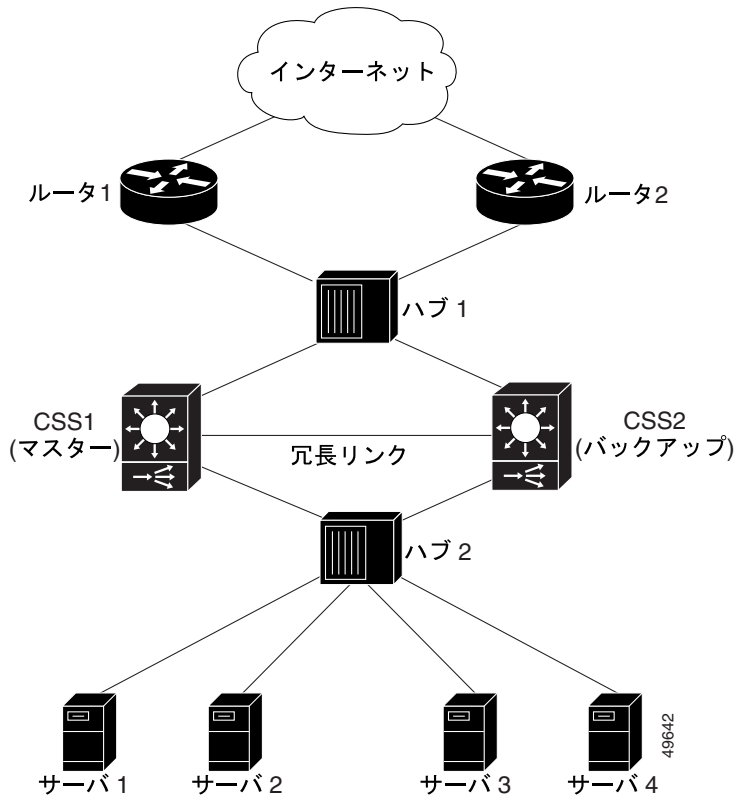 インターネット
ルータ1
ルータ2
ハブ 1
CSS1
(マスター)
CSS2
(バックアップ)
冗長リンク
ハブ 2
サーバ 1
サーバ 2
サーバ 3
サーバ 4
49642